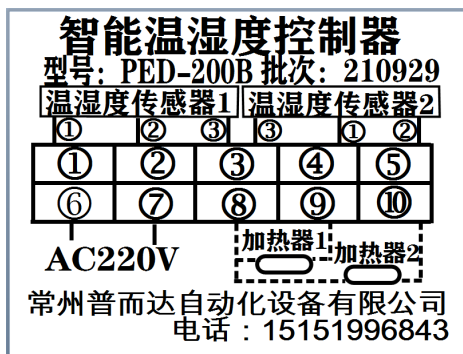 智能温湿度控制器
型号：PED-200B 批次：210929
温湿度传感器1 温湿度传感器2
① ② ③ ③ ① ②
① ② ③ ④ ⑤
⑥ ⑦ ⑧ ⑨ ⑩
AC220V 加热器1 加热器2
常州普而达自动化设备有限公司
电话：15151996843